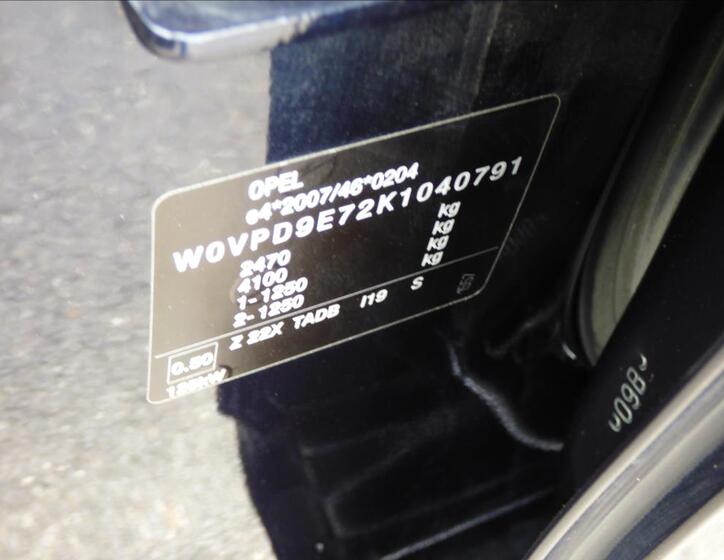 OPEL
e4*2007/46*0204
W0VPD9E72K1040791
2470 kg
4100 kg
1- 1250 kg
2- 1250 kg
Z 22X TADB I19 S
0.50